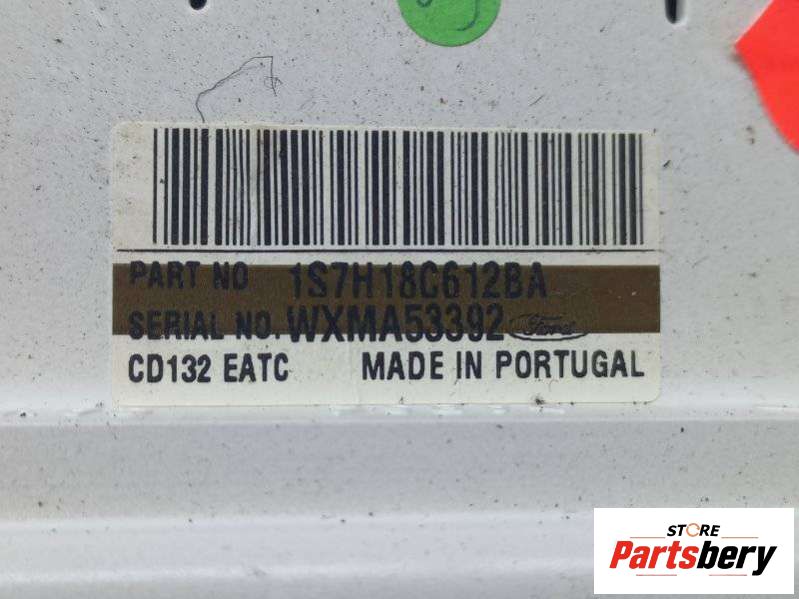 PART NO 1S7H18C612BA
SERIAL NO. WXMA53392 Ford
CD132 EATC MADE IN PORTUGAL
STORE
Partsbery